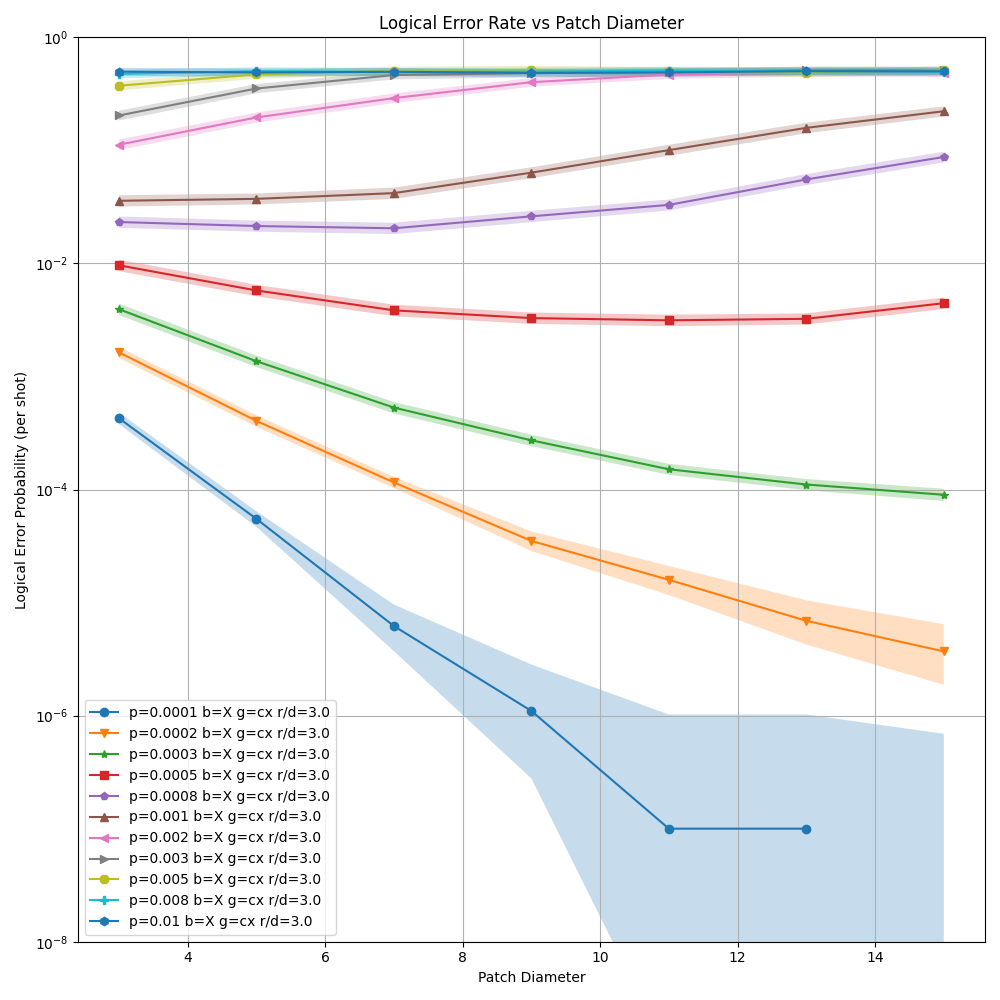 Logical Error Rate vs Patch Diameter
10⁰
10⁻²
10⁻⁴
10⁻⁶
10⁻⁸
Logical Error Probability (per shot)
p=0.0001 b=X g=cx r/d=3.0
p=0.0002 b=X g=cx r/d=3.0
p=0.0003 b=X g=cx r/d=3.0
p=0.0005 b=X g=cx r/d=3.0
p=0.0008 b=X g=cx r/d=3.0
p=0.001 b=X g=cx r/d=3.0
p=0.002 b=X g=cx r/d=3.0
p=0.003 b=X g=cx r/d=3.0
p=0.005 b=X g=cx r/d=3.0
p=0.008 b=X g=cx r/d=3.0
p=0.01 b=X g=cx r/d=3.0
4 6 8 10 12 14
Patch Diameter